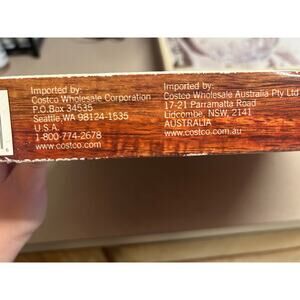 Imported by:
Costco Wholesale Corporation
P.O.Box 34535
Seattle,WA 98124-1535
U.S.A.
1 800-774-2678
www.costco.com
Imported by:
Costco Wholesale Australia Pty Ltd
17-21 Parramatta Road
Lidcombe, NSW, 2141
AUSTRALIA
www.costco.com.au